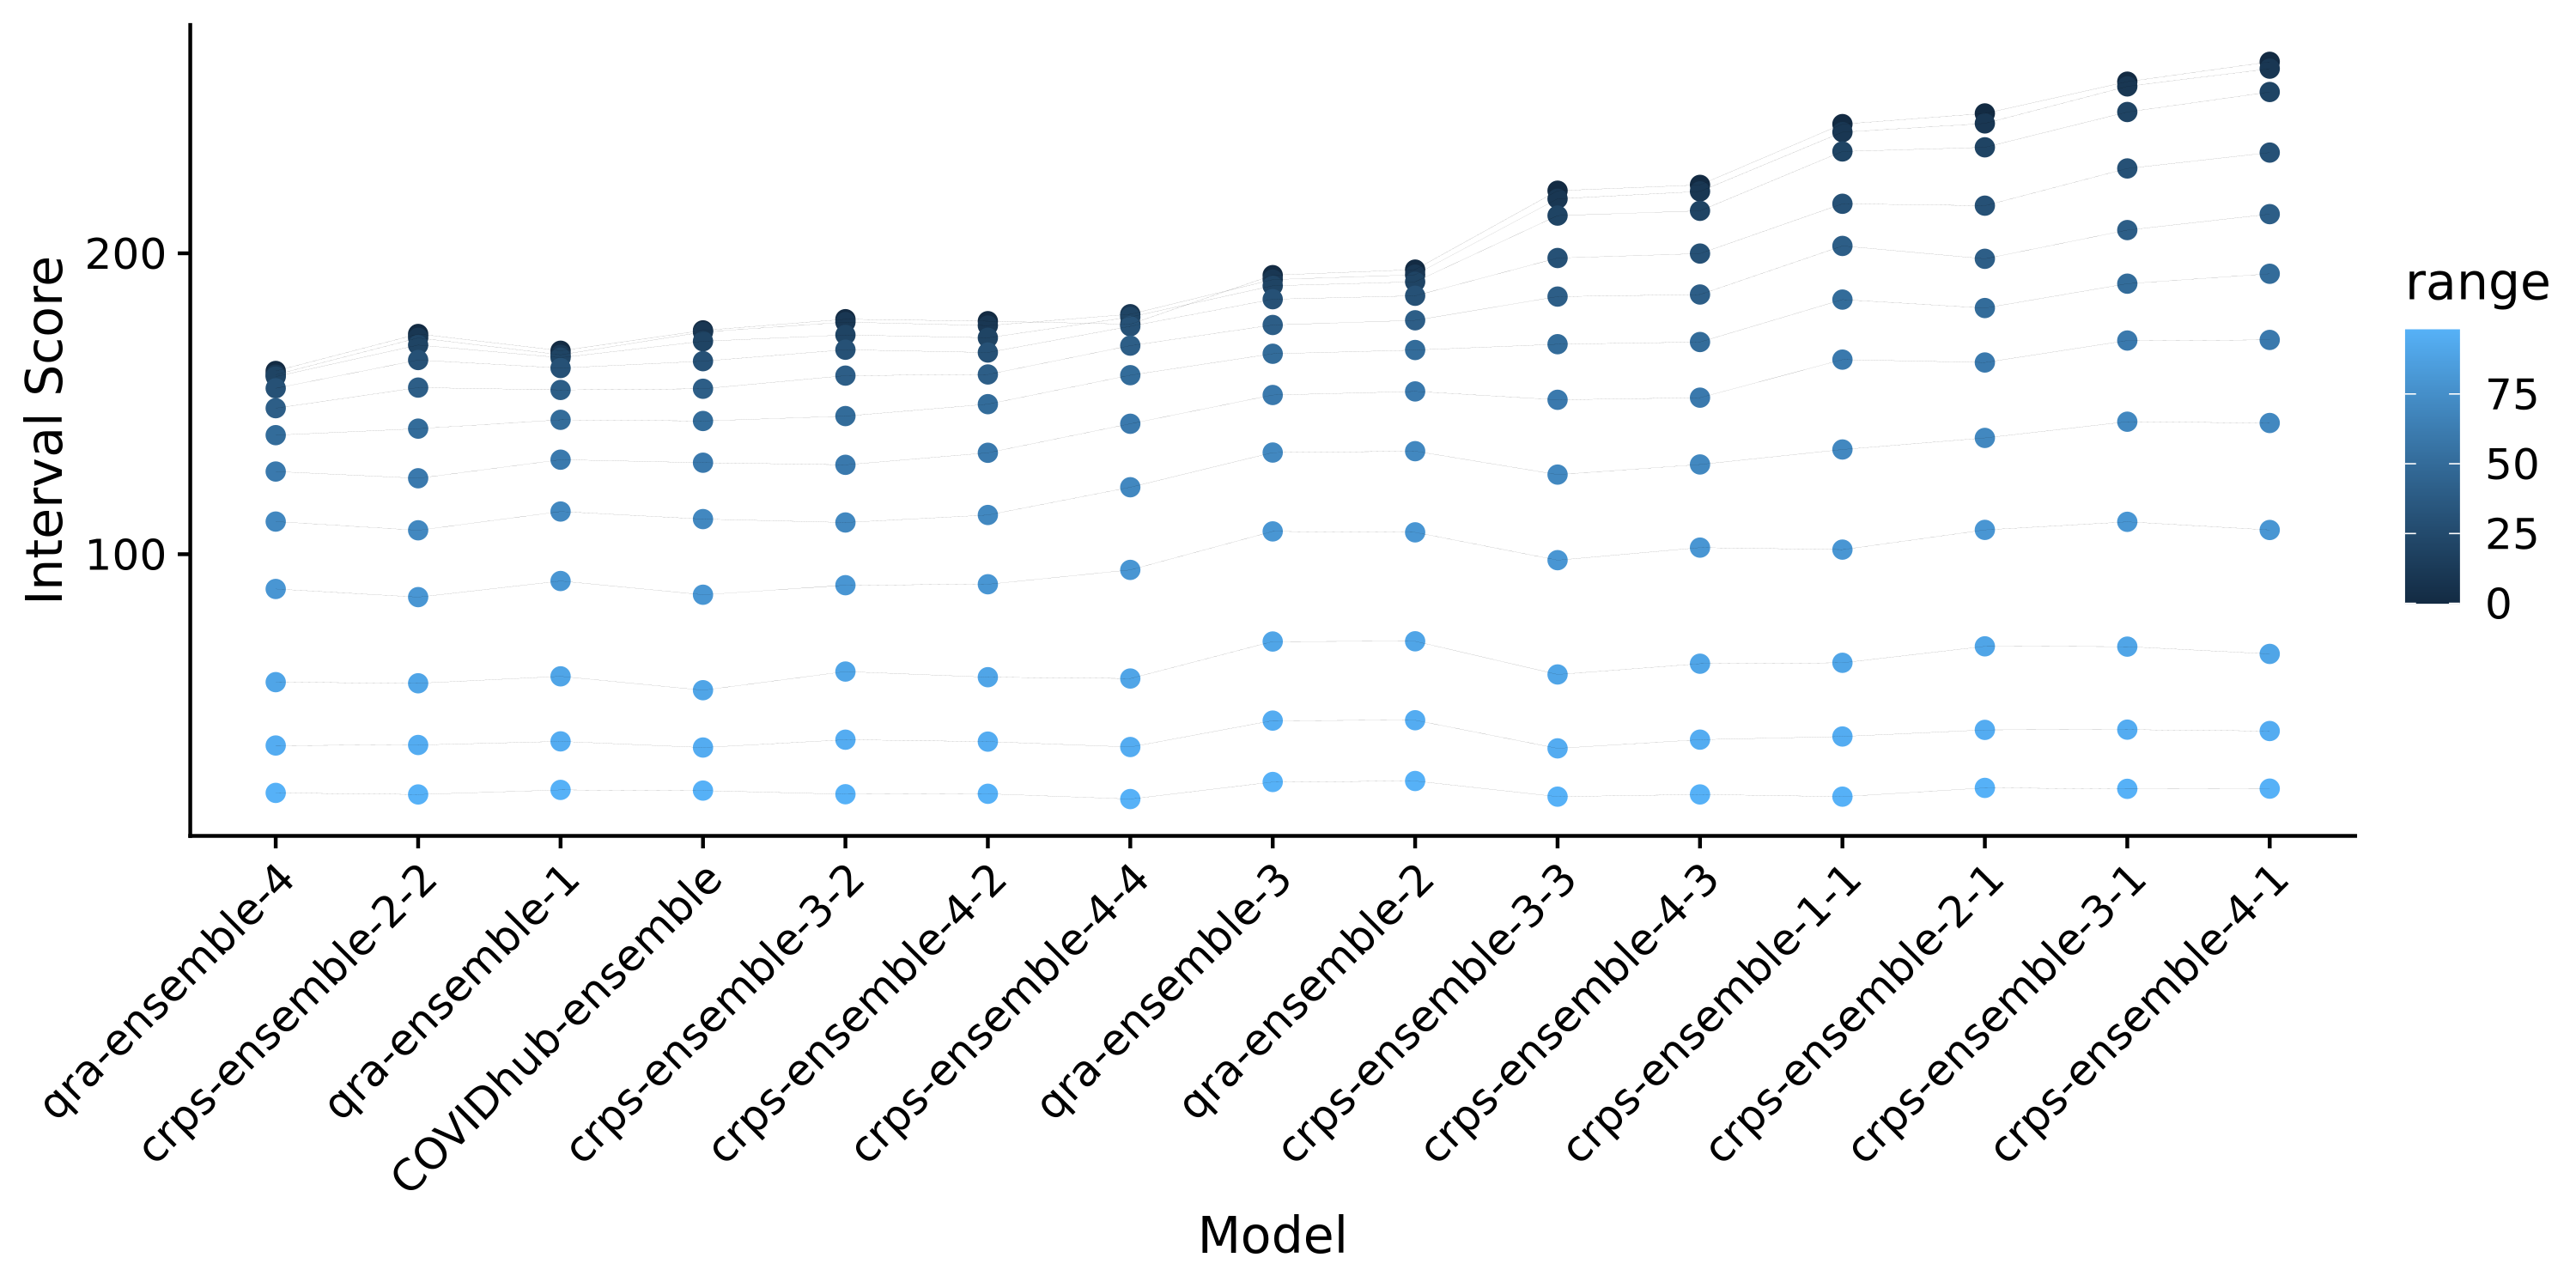 Interval Score
200
100
qra-ensemble-4
crps-ensemble-2-2
qra-ensemble-1
COVIDhub-ensemble
crps-ensemble-3-2
crps-ensemble-4-2
crps-ensemble-4-4
qra-ensemble-3
qra-ensemble-2
crps-ensemble-3-3
crps-ensemble-4-3
crps-ensemble-1-1
crps-ensemble-2-1
crps-ensemble-3-1
crps-ensemble-4-1
Model
range
75
50
25
0